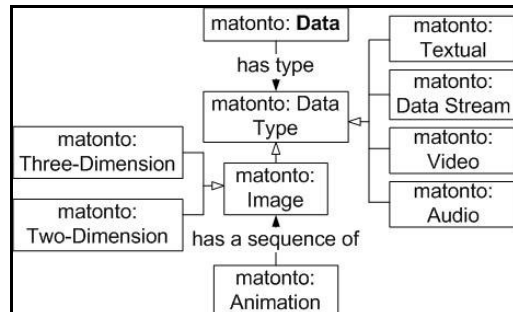 matonto: Data
has type
matonto: Data
Type
matonto:
Textual
matonto:
Data Stream
matonto:
Video
matonto:
Audio
matonto:
Three-Dimension
matonto:
Two-Dimension
matonto:
Image
has a sequence of
matonto:
Animation